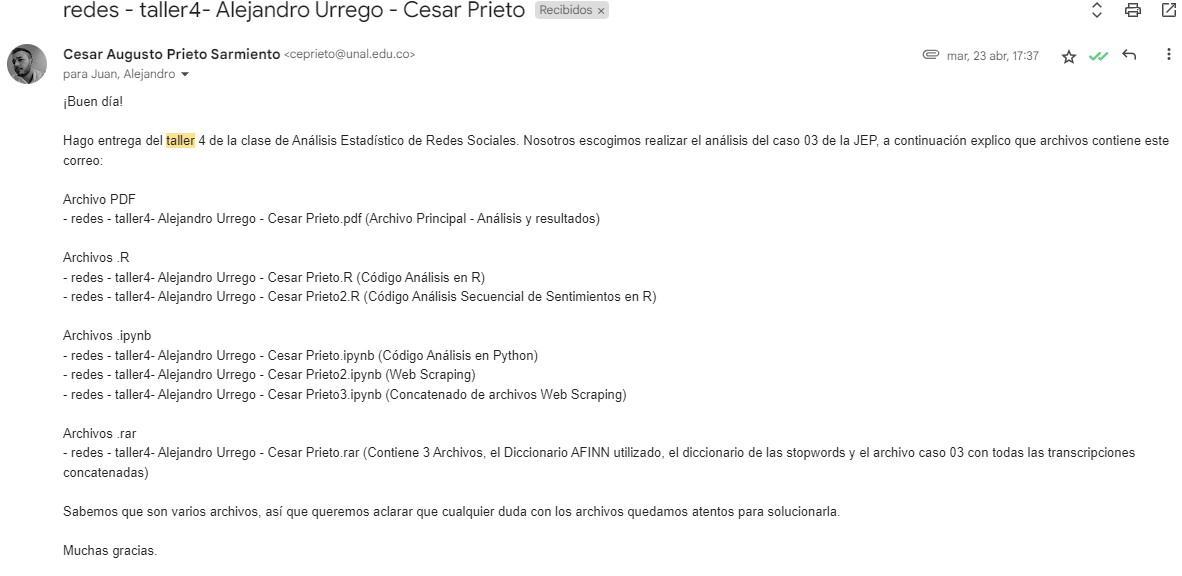 redes - taller4- Alejandro Urrego - Cesar Prieto Recibidos ×
Cesar Augusto Prieto Sarmiento <ceprieto@unal.edu.co> mar, 23 abr, 17:37
para Juan, Alejandro
¡Buen día!
Hago entrega del taller 4 de la clase de Análisis Estadístico de Redes Sociales. Nosotros escogimos realizar el análisis del caso 03 de la JEP, a continuación explico que archivos contiene este
correo:
Archivo PDF
- redes - taller4- Alejandro Urrego - Cesar Prieto.pdf (Archivo Principal - Análisis y resultados)
Archivos .R
- redes - taller4- Alejandro Urrego - Cesar Prieto.R (Código Análisis en R)
- redes - taller4- Alejandro Urrego - Cesar Prieto2.R (Código Análisis Secuencial de Sentimientos en R)
Archivos .ipynb
- redes - taller4- Alejandro Urrego - Cesar Prieto.ipynb (Código Análisis en Python)
- redes - taller4- Alejandro Urrego - Cesar Prieto2.ipynb (Web Scraping)
- redes - taller4- Alejandro Urrego - Cesar Prieto3.ipynb (Concatenado de archivos Web Scraping)
Archivos .rar
- redes - taller4- Alejandro Urrego - Cesar Prieto.rar (Contiene 3 Archivos, el Diccionario AFINN utilizado, el diccionario de las stopwords y el archivo caso 03 con todas las transcripciones
concatenadas)
Sabemos que son varios archivos, así que queremos aclarar que cualquier duda con los archivos quedamos atentos para solucionarla.
Muchas gracias.